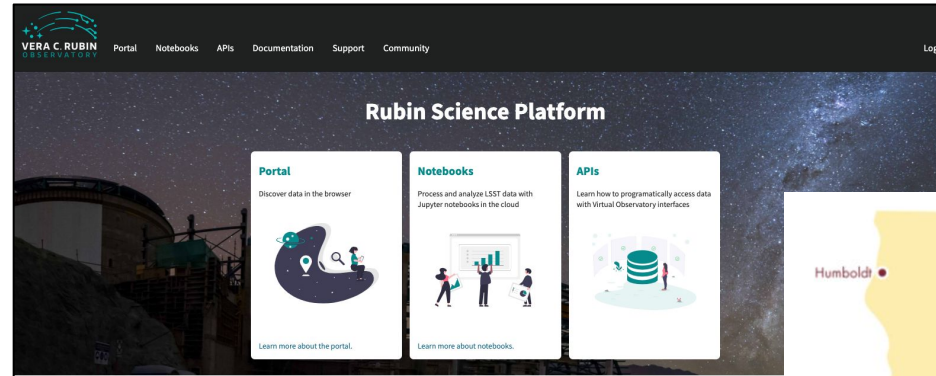 VERA C. RUBIN
OBSERVATORY
Portal Notebooks APIs Documentation Support Community
Rubin Science Platform
Portal
Discover data in the browser
Learn more about the portal.
Notebooks
Process and analyze LSST data with
Jupyter notebooks in the cloud
Learn more about notebooks.
APIs
Learn how to programatically access data
with Virtual Observatory interfaces
Humboldt